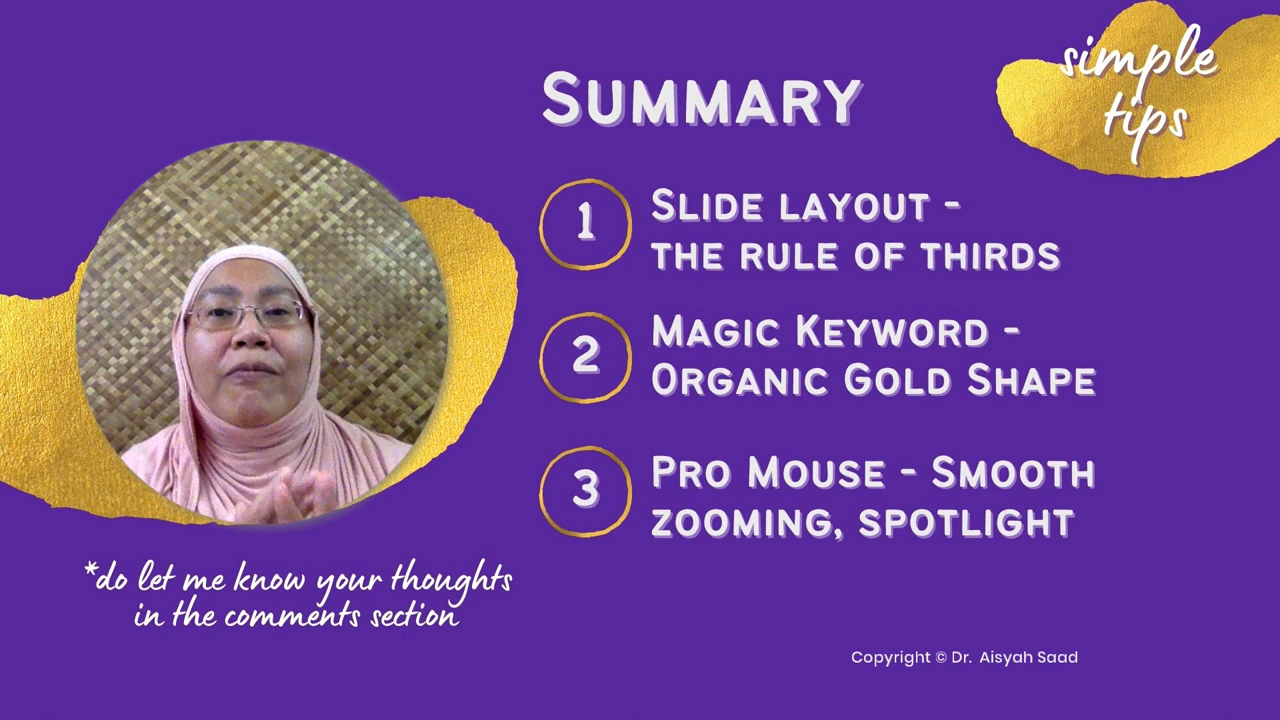 simple
tips
SUMMARY
1
SLIDE LAYOUT -
THE RULE OF THIRDS
2
MAGIC KEYWORD -
ORGANIC GOLD SHAPE
3
PRO MOUSE - SMOOTH
ZOOMING, SPOTLIGHT
*do let me know your thoughts
in the comments section
Copyright © Dr. Aisyah Saad